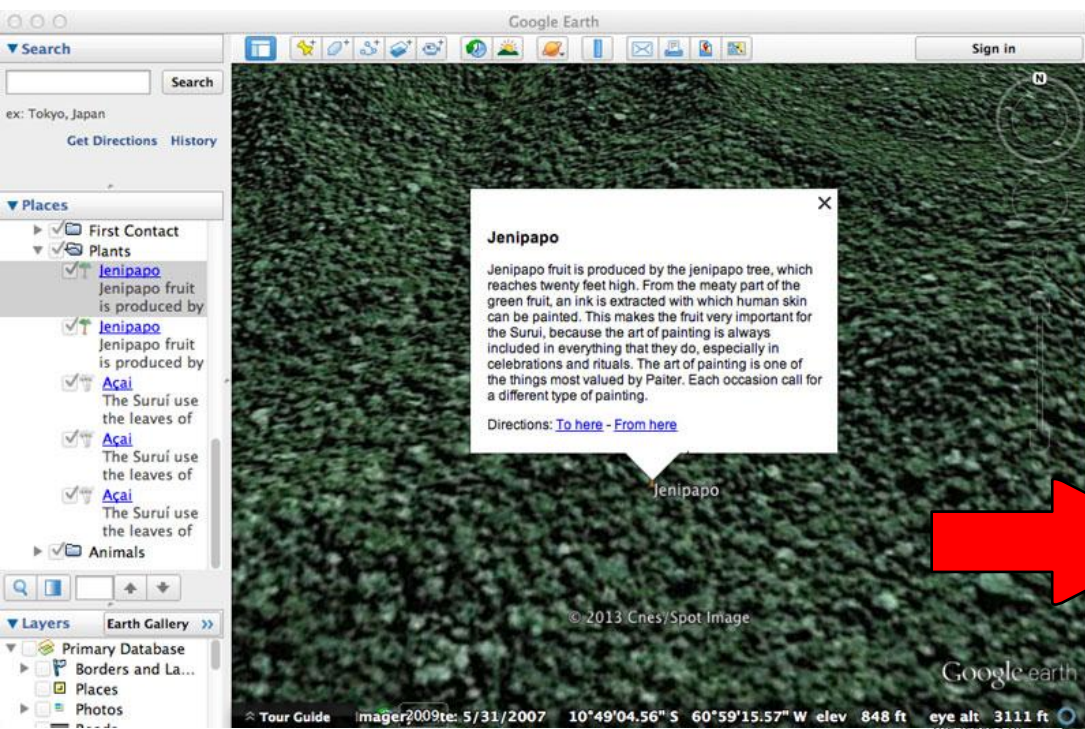 Google Earth
Search
Sign in
Search
ex: Tokyo, Japan
Get Directions History
Places
First Contact
Plants
Jenipapo
Jenipapo fruit
is produced by
Jenipapo
Jenipapo fruit
is produced by
Açai
The Suruí use
the leaves of
Açai
The Suruí use
the leaves of
Açai
The Suruí use
the leaves of
Animals
Layers Earth Gallery »
Primary Database
Borders and La...
Places
Photos
N
Jenipapo
Jenipapo fruit is produced by the jenipapo tree, which
reaches twenty feet high. From the meaty part of the
green fruit, an ink is extracted with which human skin
can be painted. This makes the fruit very important for
the Surui, because the art of painting is always
included in everything that they do, especially in
celebrations and rituals. The art of painting is one of
the things most valued by Paiter. Each occasion call for
a different type of painting.
Directions: To here - From here
Jenipapo
© 2013 Cnes/Spot Image
Google earth
Tour Guide 2009 5/31/2007 10°49'04.56" S 60°59'15.57" W elev 848 ft eye alt 3111 ft